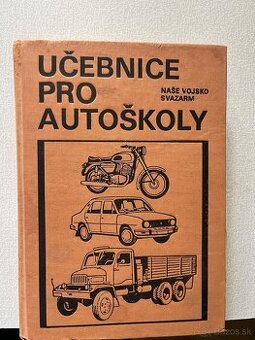 UČEBNICE
PRO
NAŠE VOJSKO
SVAZARM
AUTOŠKOLY